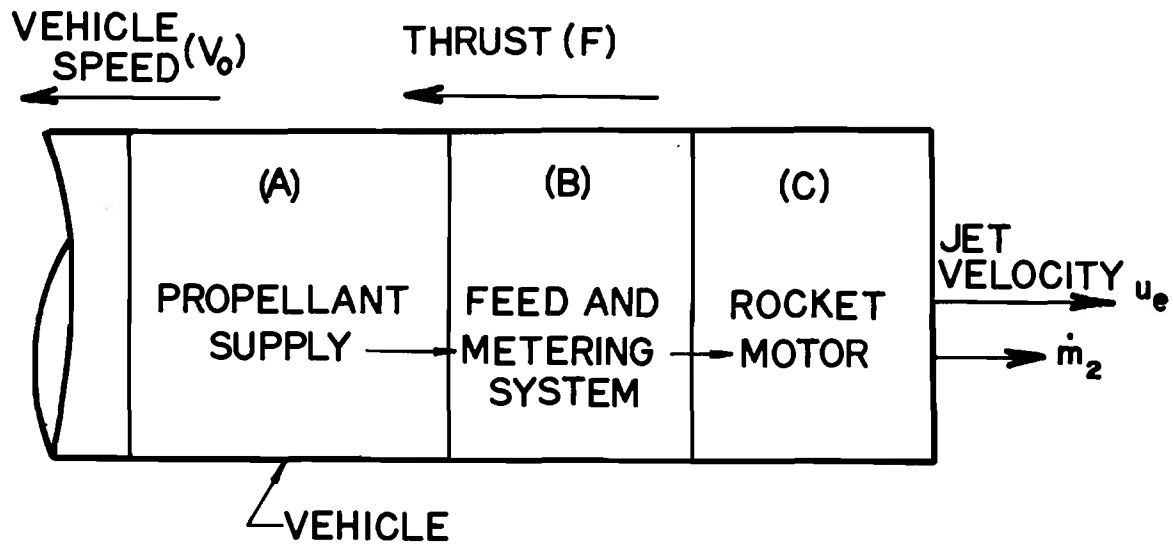 VEHICLE
SPEED (V₀)
THRUST (F)
(A)
(B)
(C)
PROPELLANT
SUPPLY
FEED AND
METERING
SYSTEM
ROCKET
MOTOR
JET
VELOCITY uₑ
ṁ₂
VEHICLE